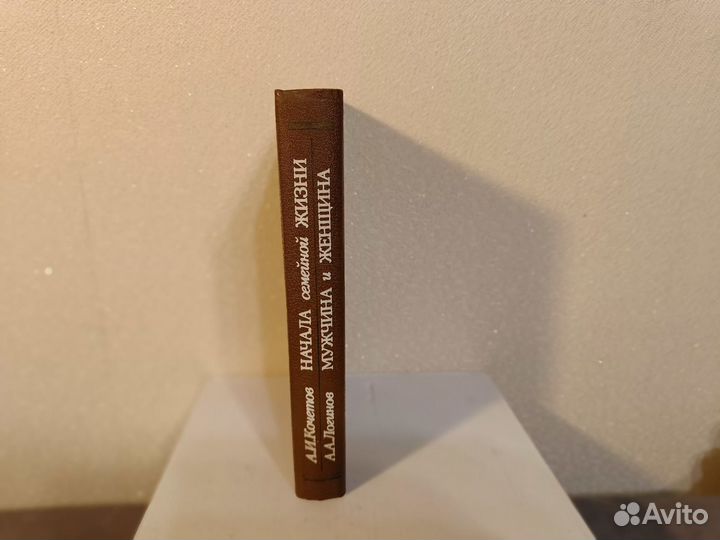 А.И.Кочетов НАЧАЛА семейной ЖИЗНИ
А.А.Логинов МУЖЧИНА и ЖЕНЩИНА
Avito